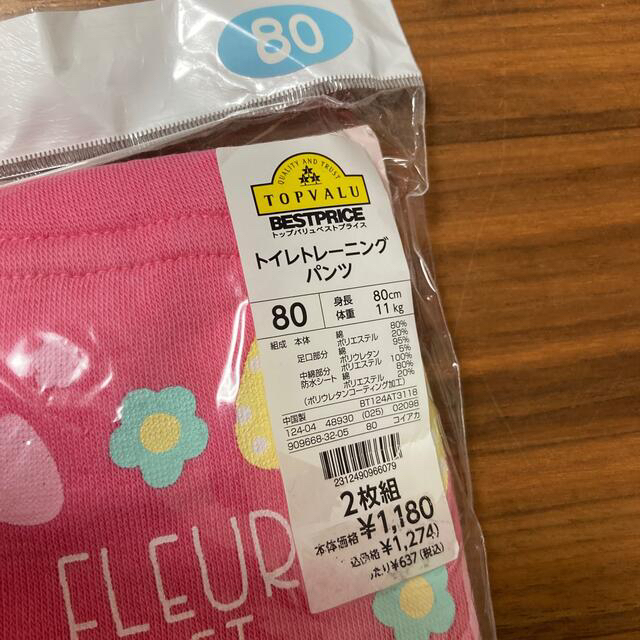 80
QUALITY AND TRUST
TOPVALU
BESTPRICE
トップバリュベストプライス
トイレトレーニング
パンツ
80 身長 80cm
体重 11kg
組成 本体 綿 80%
ポリエステル 20%
足口部分 綿 95%
ポリウレタン 5%
中綿部分 ポリエステル 100%
防水シート 綿 80%
ポリエステル 20%
(ポリウレタンコーティング加工)
中国製 BT124AT3118
124-04 48930 (025) 02098
909668-32-05 80 コイアカ
2312490966079
2枚組
本体価格 ¥1,180
込価格 ¥1,274)
たり¥637(税込)
FLEUR